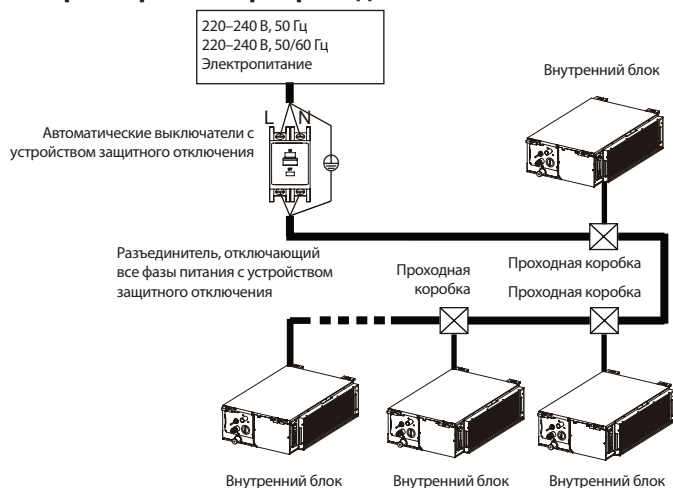 220–240 В, 50 Гц
220–240 В, 50/60 Гц
Электропитание
Внутренний блок
L N
Автоматические выключатели с
устройством защитного отключения
Разъединитель, отключающий
все фазы питания с устройством
защитного отключения
Проходная
коробка
Проходная коробка
Проходная коробка
Внутренний блок
Внутренний блок
Внутренний блок